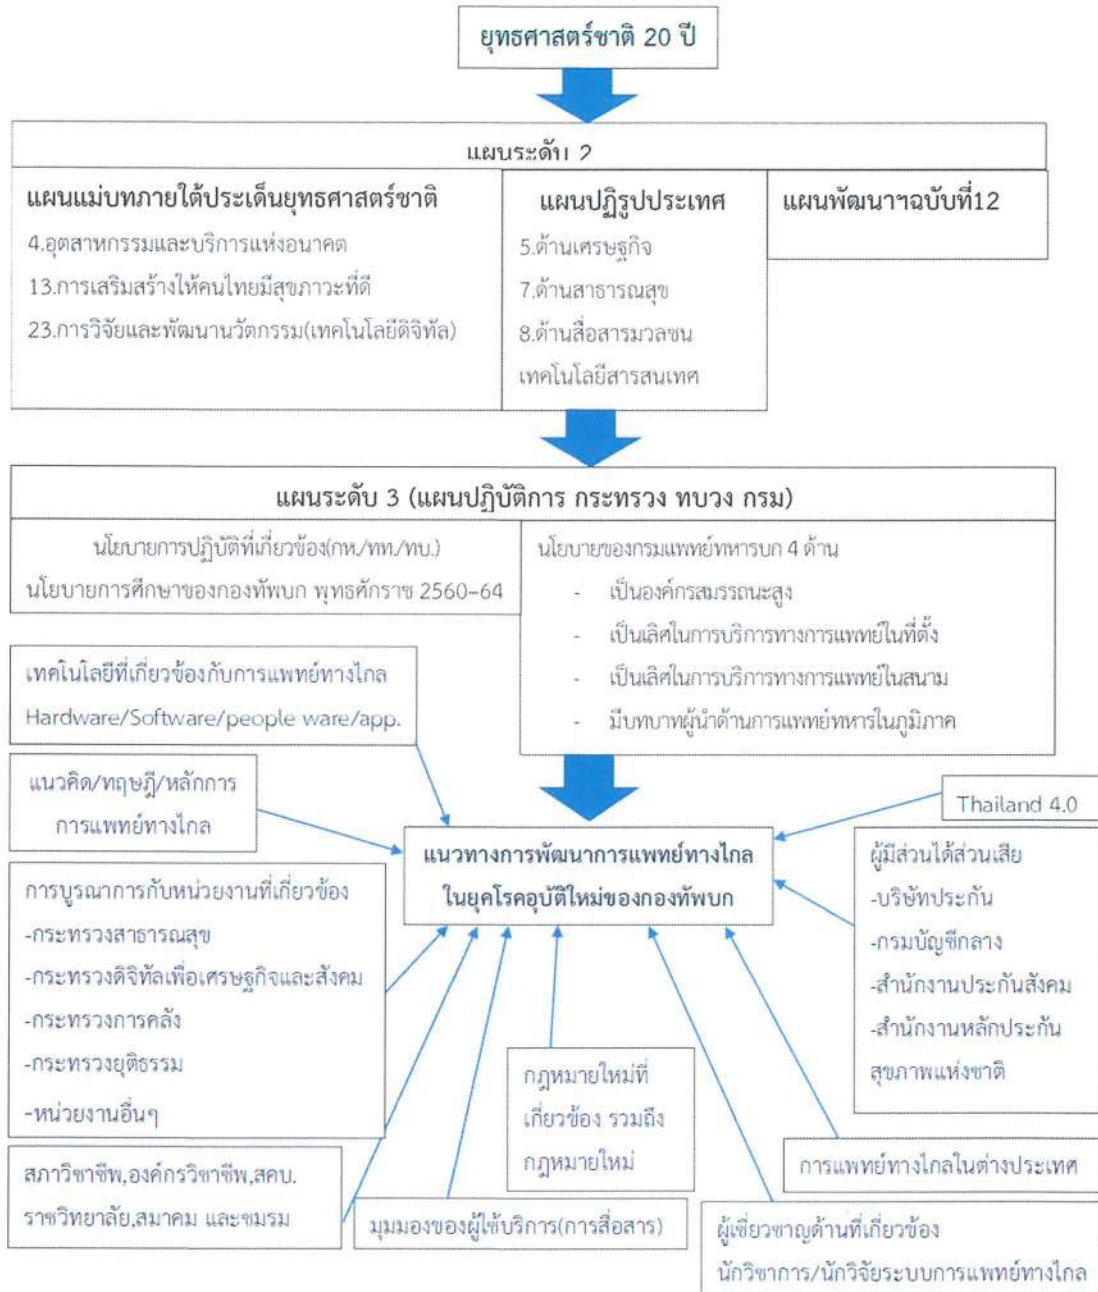 ยุทธศาสตร์ชาติ 20 ปี
แผนระดับ 2
แผนแม่บทภายใต้ประเด็นยุทธศาสตร์ชาติ
4.อุตสาหกรรมและบริการแห่งอนาคต
13.การเสริมสร้างให้คนไทยมีสุขภาวะที่ดี
23.การวิจัยและพัฒนานวัตกรรม(เทคโนโลยีดิจิทัล)
แผนปฏิรูปประเทศ
5.ด้านเศรษฐกิจ
7.ด้านสาธารณสุข
8.ด้านสื่อสารมวลชน
เทคโนโลยีสารสนเทศ
แผนพัฒนาฯฉบับที่12
แผนระดับ 3 (แผนปฏิบัติการ กระทรวง ทบวง กรม)
นโยบายการปฏิบัติที่เกี่ยวข้อง(กห./ทท./ทบ.)
นโยบายการศึกษาของกองทัพบก พุทธศักราช 2560-64
นโยบายของกรมแพทย์ทหารบก 4 ด้าน
- เป็นองค์กรสมรรถนะสูง
- เป็นเลิศในการบริการทางการแพทย์ในที่ตั้ง
- เป็นเลิศในการบริการทางการแพทย์ในสนาม
- มีบทบาทผู้นำด้านการแพทย์ทหารในภูมิภาค
เทคโนโลยีที่เกี่ยวข้องกับการแพทย์ทางไกล
Hardware/Software/people ware/app.
แนวคิด/ทฤษฎี/หลักการ
การแพทย์ทางไกล
Thailand 4.0
แนวทางการพัฒนาการแพทย์ทางไกล
ในยุคโรคอุบัติใหม่ของกองทัพบก
การบูรณาการกับหน่วยงานที่เกี่ยวข้อง
-กระทรวงสาธารณสุข
-กระทรวงดิจิทัลเพื่อเศรษฐกิจและสังคม
-กระทรวงการคลัง
-กระทรวงยุติธรรม
-หน่วยงานอื่นๆ
ผู้มีส่วนได้ส่วนเสีย
-บริษัทประกัน
-กรมบัญชีกลาง
-สำนักงานประกันสังคม
-สำนักงานหลักประกัน
สุขภาพแห่งชาติ
กฎหมายใหม่ที่
เกี่ยวข้อง รวมถึง
กฎหมายใหม่
สภาวิชาชีพ,องค์กรวิชาชีพ,สคบ.
ราชวิทยาลัย,สมาคม และชมรม
มุมมองของผู้ใช้บริการ(การสื่อสาร)
การแพทย์ทางไกลในต่างประเทศ
ผู้เชี่ยวชาญด้านที่เกี่ยวข้อง
นักวิชาการ/นักวิจัยระบบการแพทย์ทางไกล